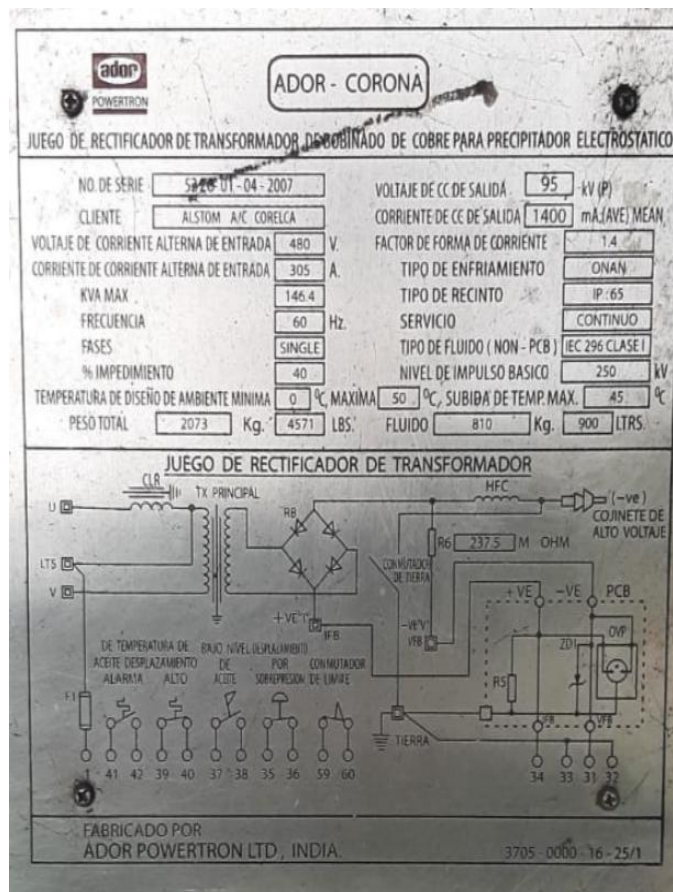 ador
POWERTRON
ADOR - CORONA
JUEGO DE RECTIFICADOR DE TRANSFORMADOR DE BOBINADO DE COBRE PARA PRECIPITADOR ELECTROSTATICO
NO. DE SERIE 01 - 04 - 2007
VOLTAJE DE CC DE SALIDA 95 kV (P)
CLIENTE ALSTOM A/C CORELCA
CORRIENTE DE CC DE SALIDA 1400 mA.(AVE) MEAN
VOLTAJE DE CORRIENTE ALTERNA DE ENTRADA 480 V.
FACTOR DE FORMA DE CORRIENTE 1.4
CORRIENTE DE CORRIENTE ALTERNA DE ENTRADA 305 A.
TIPO DE ENFRIAMIENTO ONAN
KVA MAX 146.4
TIPO DE RECINTO IP : 65
FRECUENCIA 60 Hz.
SERVICIO CONTINUO
FASES SINGLE
TIPO DE FLUIDO ( NON - PCB ) IEC 296 CLASE I
% IMPEDIMIENTO 40
NIVEL DE IMPULSO BASICO 250 kV
TEMPERATURA DE DISEÑO DE AMBIENTE MINIMA 0 ºC, MAXIMA 50 ºC, SUBIDA DE TEMP. MAX. 45 ºC
PESO TOTAL 2073 Kg. 4571 LBS. FLUIDO 810 Kg. 900 LTRS.
JUEGO DE RECTIFICADOR DE TRANSFORMADOR
CLR
TX PRINCIPAL
RB
HFC
(-ve)
COJINETE DE
ALTO VOLTAJE
U
LTS
V
R6 237.5 M OHM
CONMUTADOR
DE TIERRA
+VE "I"
IFB
-VE "V"
VFB
+ VE
- VE
PCB
OVP
ZD1
R5
IFB
VFB
DE TEMPERATURA DE
ACEITE DESPLAZAMIENTO
ALARMA ALTO
BAJO NIVEL
DE
ACEITE
DESPLAZAMIENTO
POR
SOBREPRESION
CONMUTADOR
DE LIMITE
F1
TIERRA
1 41 42 39 40 37 38 35 36 59 60
34 33 31 32
FABRICADO POR
ADOR POWERTRON LTD., INDIA.
3705 - 0000 - 16 - 25/1